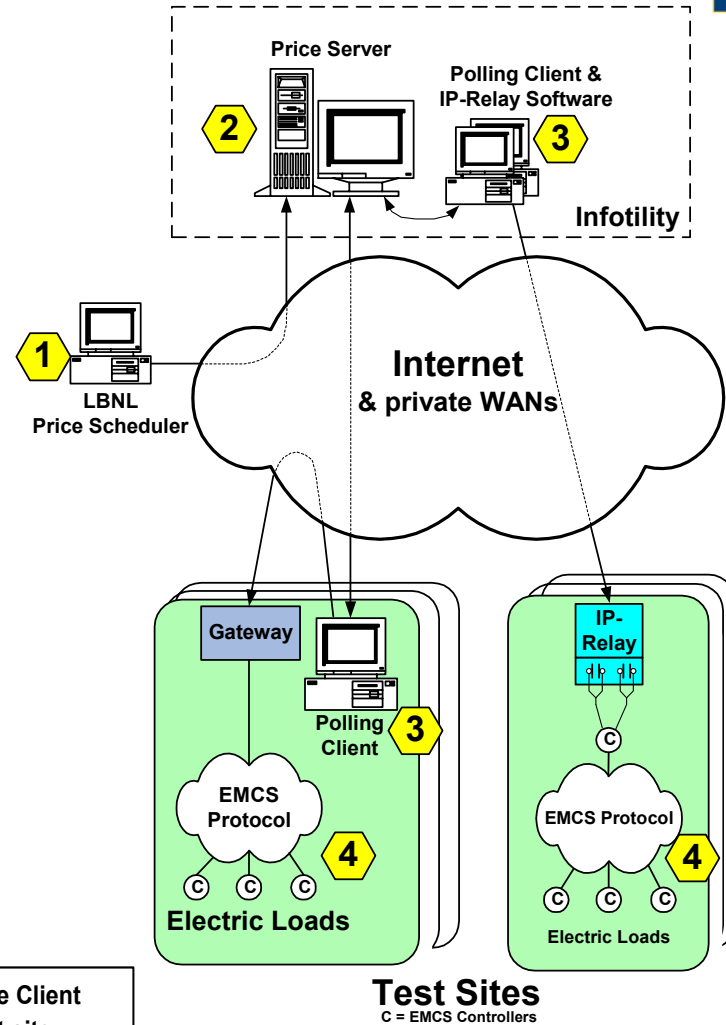 Price Server
Polling Client &
IP-Relay Software
2
3
Infotility
1
LBNL
Price Scheduler
Internet
& private WANs
Gateway
Polling
Client
3
EMCS
Protocol
4
C C C
Electric Loads
IP-
Relay
C
EMCS Protocol
4
C C C
Electric Loads
Test Sites
C = EMCS Controllers
e Client